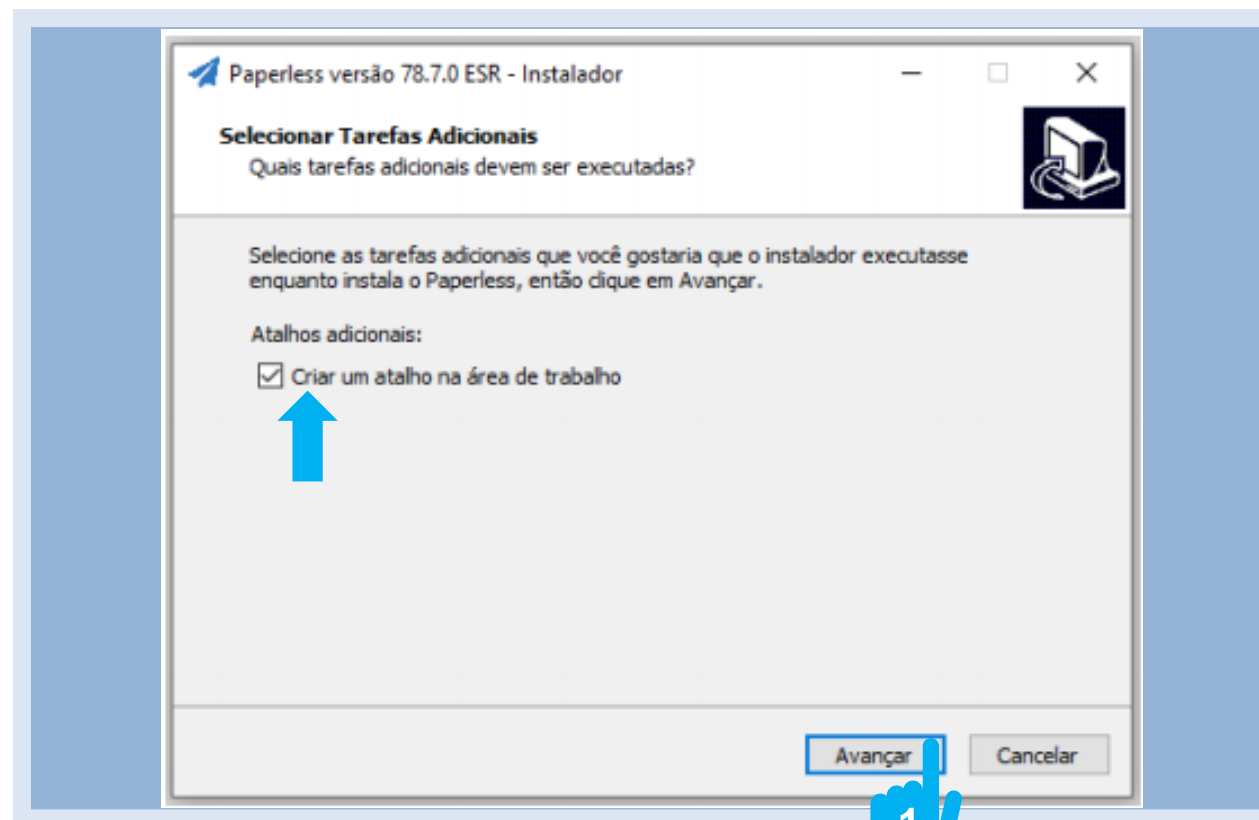 Paperless versão 78.7.0 ESR - Instalador
Selecionar Tarefas Adicionais
Quais tarefas adicionais devem ser executadas?
Selecione as tarefas adicionais que você gostaria que o instalador executasse
enquanto instala o Paperless, então clique em Avançar.
Atalhos adicionais:
Criar um atalho na área de trabalho
Avançar
Cancelar
1